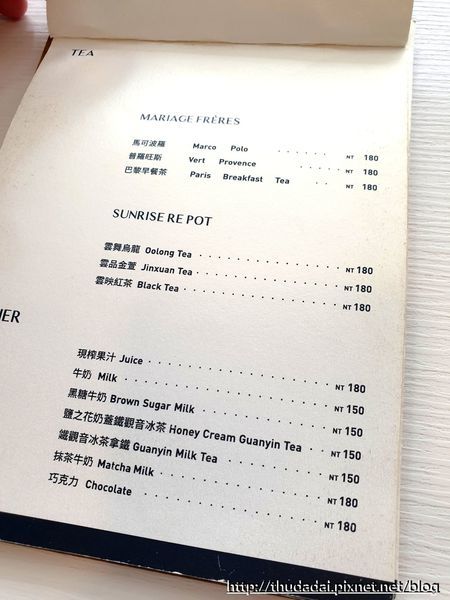 TEA
MARIAGE FRÈRES
馬可波羅 Marco Polo NT 180
普羅旺斯 Vert Provence NT 180
巴黎早餐茶 Paris Breakfast Tea NT 180
SUNRISE RE POT
雲舞烏龍 Oolong Tea NT 180
雲品金萱 Jinxuan Tea NT 180
雲映紅茶 Black Tea NT 180
HER
現榨果汁 Juice NT 180
牛奶 Milk NT 150
黑糖牛奶 Brown Sugar Milk NT 150
鹽之花奶蓋鐵觀音冰茶 Honey Cream Guanyin Tea NT 150
鐵觀音冰茶拿鐵 Guanyin Milk Tea NT 150
抹茶牛奶 Matcha Milk NT 180
巧克力 Chocolate NT 180
http://thudadai.pixnet.net/blog